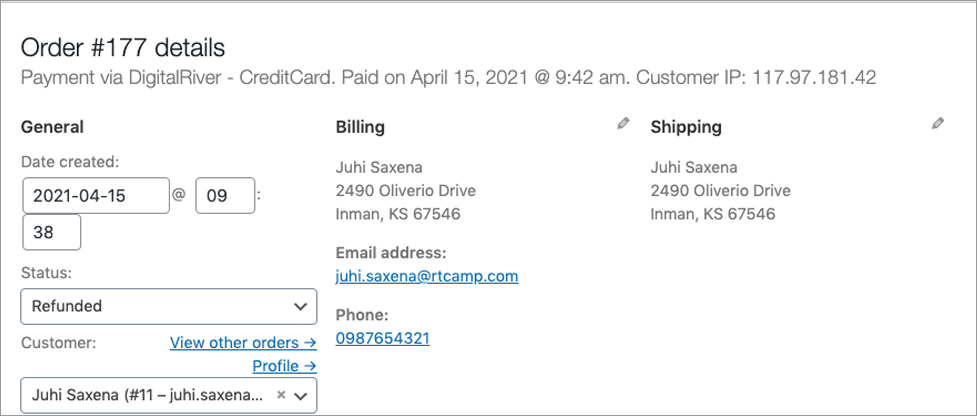 Order #177 details
Payment via DigitalRiver - CreditCard. Paid on April 15, 2021 @ 9:42 am. Customer IP: 117.97.181.42
General
Date created:
2021-04-15 @ 09 :
38
Status:
Refunded
Customer: View other orders →
Profile →
Juhi Saxena (#11 – juhi.saxena... ×
Billing
Juhi Saxena
2490 Oliverio Drive
Inman, KS 67546
Email address:
juhi.saxena@rtcamp.com
Phone:
0987654321
Shipping
Juhi Saxena
2490 Oliverio Drive
Inman, KS 67546